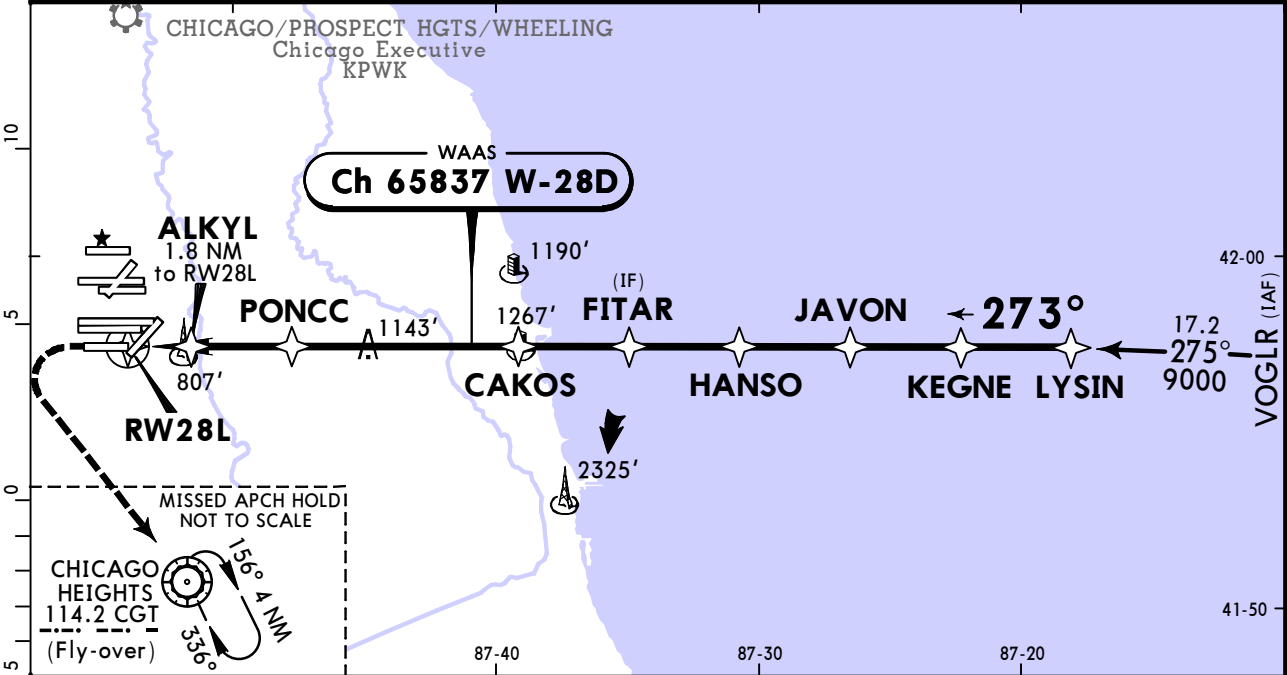 CHICAGO/PROSPECT HGTS/WHEELING
Chicago Executive
KPWK
10
WAAS
Ch 65837 W-28D
ALKYL
1.8 NM
to RW28L
1190'
42-00
5
PONCC
1143'
1267'
(IF)
FITAR
JAVON
273°
17.2
275°
9000
VOGLR (IAF)
807'
CAKOS
HANSO
KEGNE
LYSIN
RW28L
2325'
0
MISSED APCH HOLD
NOT TO SCALE
CHICAGO
HEIGHTS
114.2 CGT
(Fly-over)
156° 4 NM
336°
41-50
5
87-40
87-30
87-20